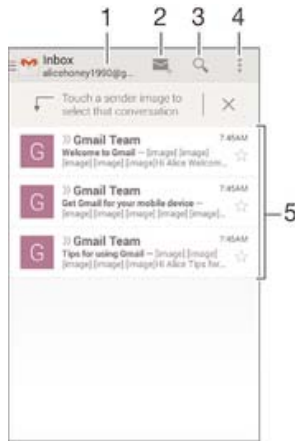 1 2 3 4
Inbox
alicehoney1990@g...
Touch a sender image to
select that conversation
G
Gmail Team
7:45AM
Welcome to Gmail – [image] [image]
[image] [image] [image]Hi Alice Welcom...
G
Gmail Team
7:45AM
Get Gmail for your mobile device –
[image] [image] [image] [image] [image]...
G
Gmail Team
7:45AM
Tips for using Gmail – [image] [image]
[image] [image] [image]Hi Alice Tips for...
5